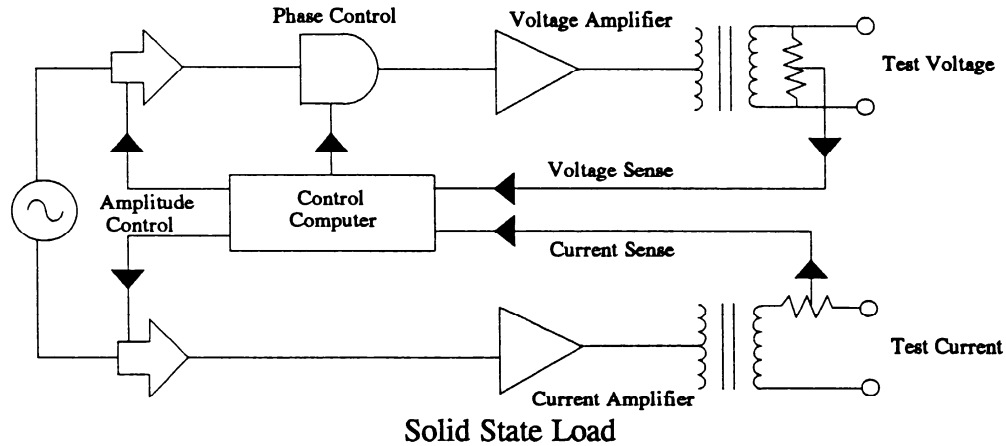 Phase Control
Voltage Amplifier
Test Voltage
Voltage Sense
Amplitude
Control
Control
Computer
Current Sense
Test Current
Current Amplifier
Solid State Load